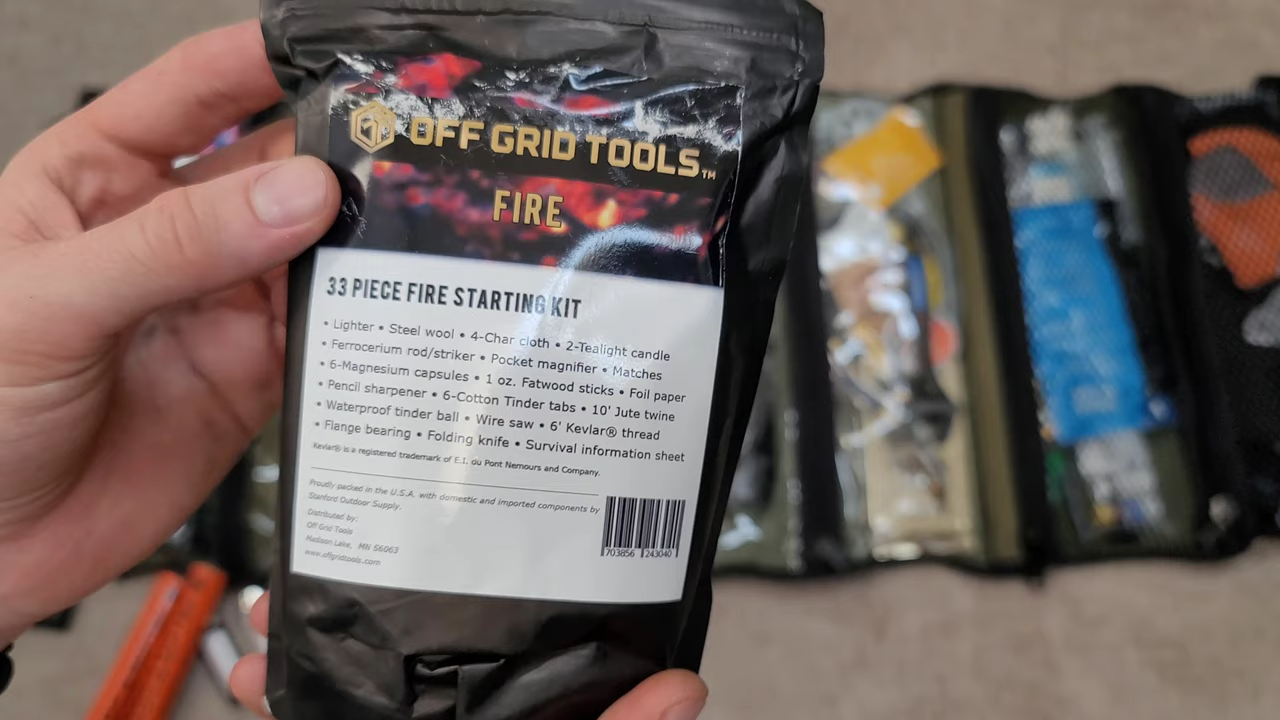 OFF GRID TOOLS™
FIRE
33 PIECE FIRE STARTING KIT
• Lighter • Steel wool • 4-Char cloth • 2-Tealight candle
• Ferrocerium rod/striker • Pocket magnifier • Matches
• 6-Magnesium capsules • 1 oz. Fatwood sticks • Foil paper
• Pencil sharpener • 6-Cotton Tinder tabs • 10' Jute twine
• Waterproof tinder ball • Wire saw • 6' Kevlar® thread
• Flange bearing • Folding knife • Survival information sheet
Kevlar® is a registered trademark of E.I. du Pont Nemours and Company.
Proudly packed in the U.S.A. with domestic and imported components by
Stanford Outdoor Supply.
Distributed by:
Off Grid Tools
Madison Lake, MN 56063
www.offgridtools.com
703856 243040